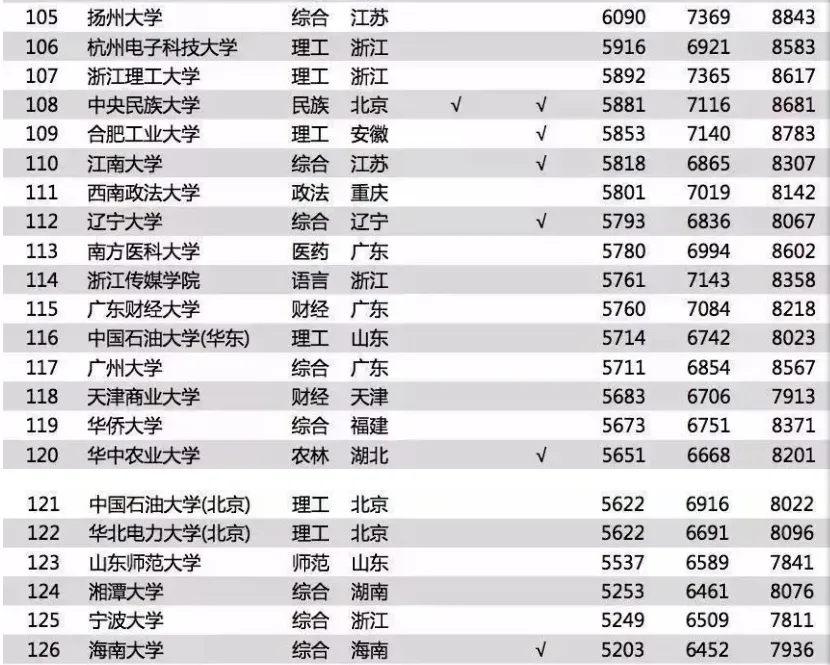 105 扬州大学 综合 江苏 6090 7369 8843
106 杭州电子科技大学 理工 浙江 5916 6921 8583
107 浙江理工大学 理工 浙江 5892 7365 8617
108 中央民族大学 民族 北京 √ √ 5881 7116 8681
109 合肥工业大学 理工 安徽 √ 5853 7140 8783
110 江南大学 综合 江苏 √ 5818 6865 8307
111 西南政法大学 政法 重庆 5801 7019 8142
112 辽宁大学 综合 辽宁 √ 5793 6836 8067
113 南方医科大学 医药 广东 5780 6994 8602
114 浙江传媒学院 语言 浙江 5761 7143 8358
115 广东财经大学 财经 广东 5760 7084 8218
116 中国石油大学(华东) 理工 山东 5714 6742 8023
117 广州大学 综合 广东 5711 6854 8567
118 天津商业大学 财经 天津 5683 6706 7913
119 华侨大学 综合 福建 5673 6751 8371
120 华中农业大学 农林 湖北 √ 5651 6668 8201
121 中国石油大学(北京) 理工 北京 5622 6916 8022
122 华北电力大学(北京) 理工 北京 5622 6691 8096
123 山东师范大学 师范 山东 5537 6589 7841
124 湘潭大学 综合 湖南 5253 6461 8076
125 宁波大学 综合 浙江 5249 6509 7811
126 海南大学 综合 海南 √ 5203 6452 7936